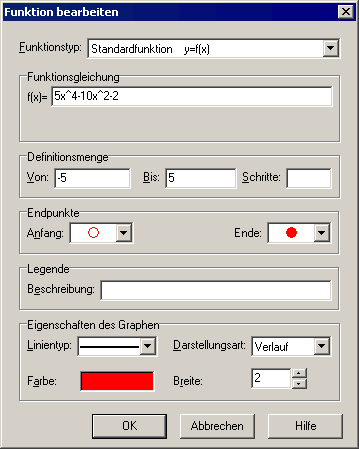 Funktion bearbeiten
Funktionstyp: Standardfunktion y=f(x)
Funktionsgleichung
f(x)= 5x^4-10x^2-2
Definitionsmenge
Von: -5 Bis: 5 Schritte:
Endpunkte
Anfang: Ende:
Legende
Beschreibung:
Eigenschaften des Graphen
Linientyp: Darstellungsart: Verlauf
Farbe: Breite: 2
OK Abbrechen Hilfe